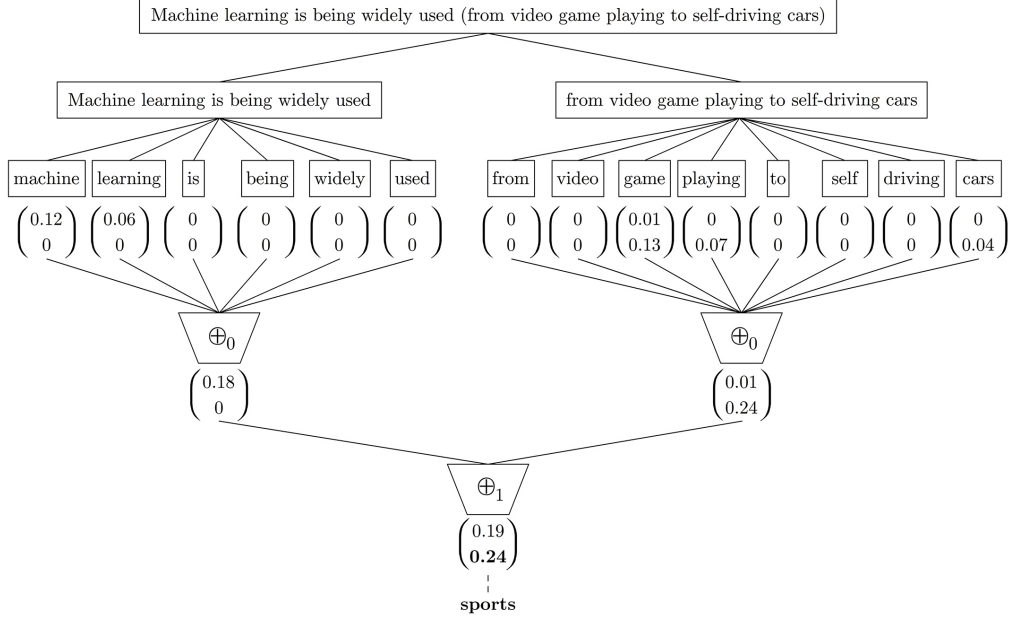 Machine learning is being widely used (from video game playing to self-driving cars)
Machine learning is being widely used
from video game playing to self-driving cars
machine learning is being widely used from video game playing to self driving cars
0.12 0.06 0 0 0 0 0 0 0.01 0 0 0 0 0
0 0 0 0 0 0 0 0 0.13 0.07 0 0 0 0.04
⊕0 ⊕0
0.18 0.01
0 0.24
⊕1
0.19
0.24
sports